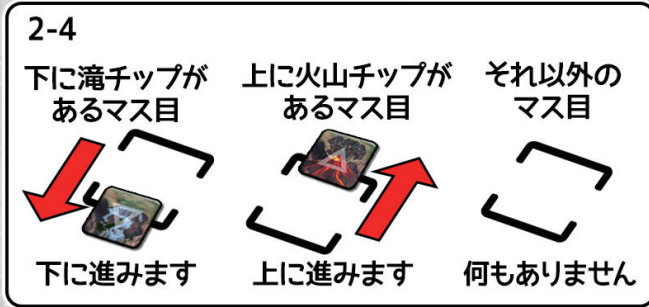 2-4
下に滝チップが
あるマス目
下に進みます
上に火山チップが
あるマス目
上に進みます
それ以外の
マス目
何もありません